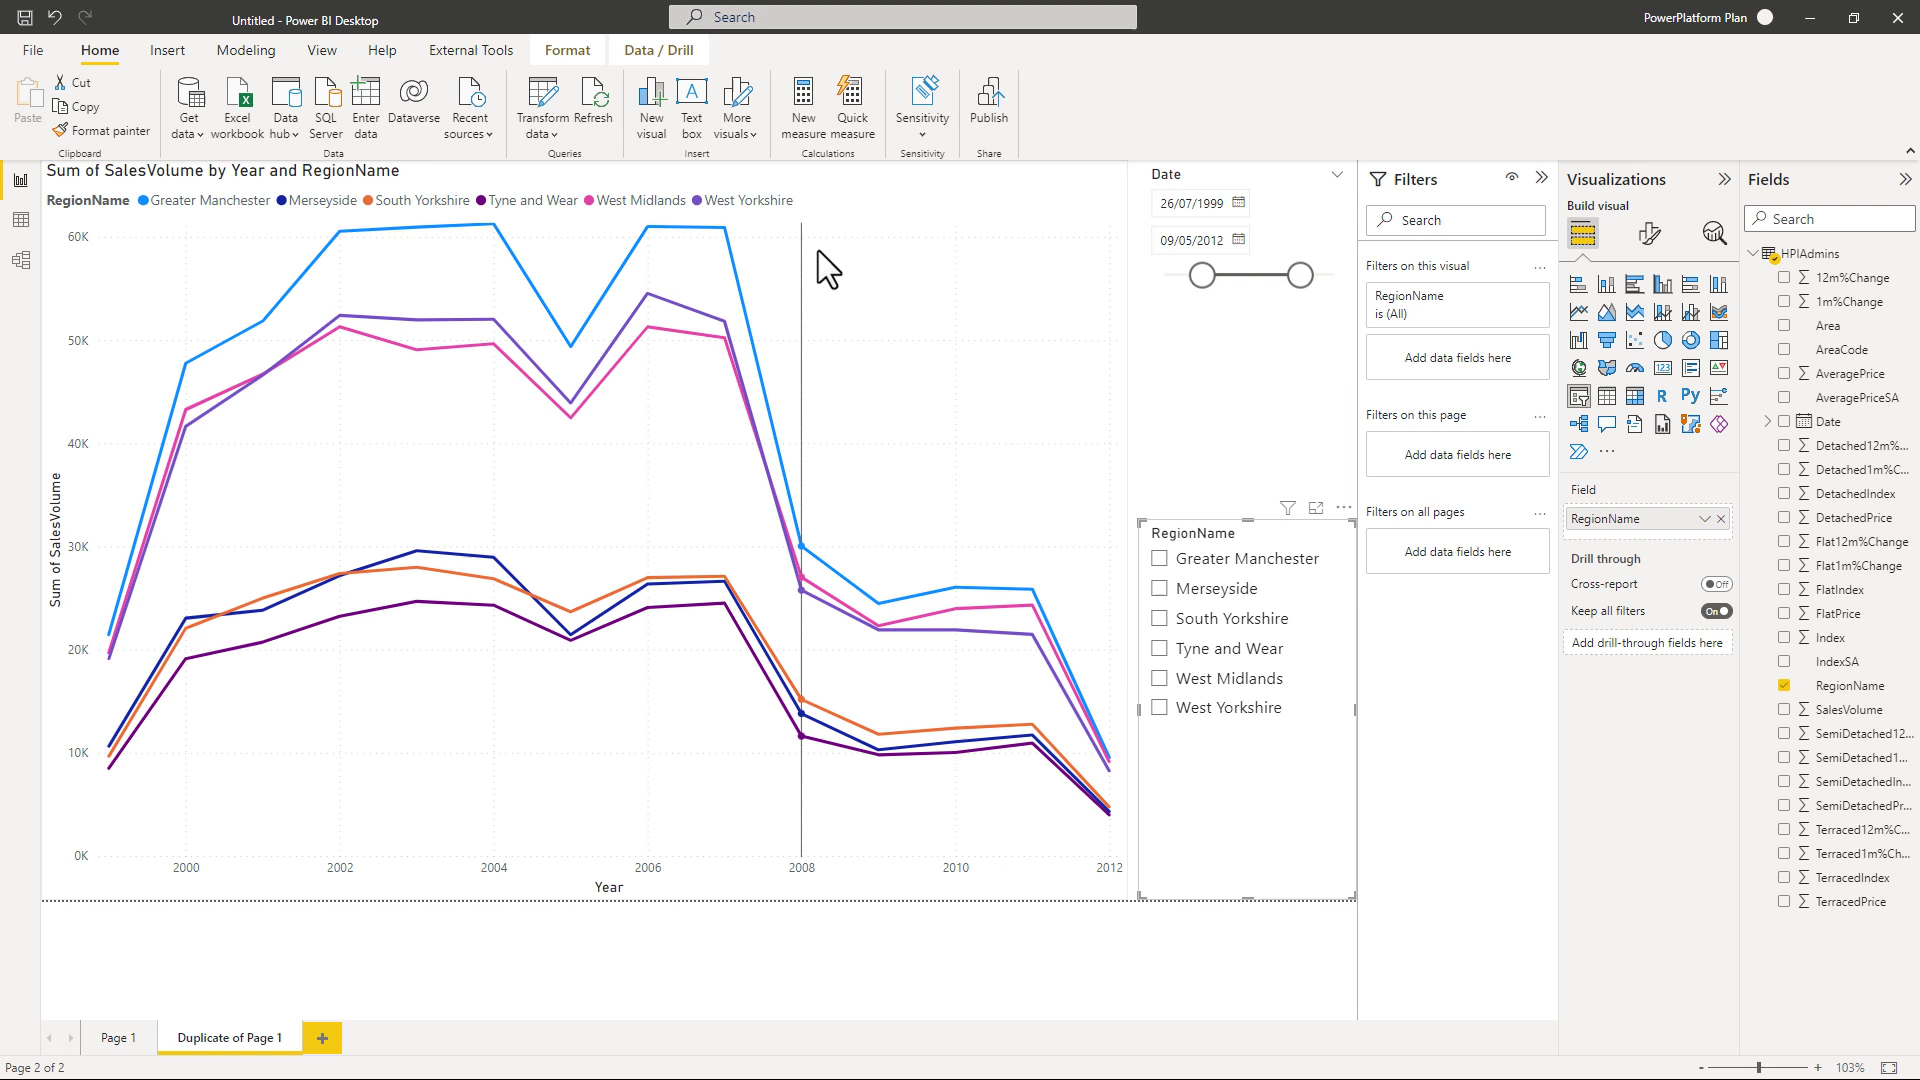 Untitled - Power BI Desktop
Search
PowerPlatform Plan
File Home Insert Modeling View Help External Tools Format Data / Drill
Paste
Cut
Copy
Format painter
Clipboard
Get data
Excel workbook
Data hub
SQL Server
Enter data
Dataverse
Recent sources
Data
Transform data
Refresh
Queries
New visual
Text box
More visuals
Insert
New measure
Quick measure
Calculations
Sensitivity
Sensitivity
Publish
Share
Sum of SalesVolume by Year and RegionName
RegionName Greater Manchester Merseyside South Yorkshire Tyne and Wear West Midlands West Yorkshire
60K
50K
40K
30K
20K
10K
0K
Sum of SalesVolume
2000 2002 2004 2006 2008 2010 2012
Year
Date
26/07/1999
09/05/2012
RegionName
Greater Manchester
Merseyside
South Yorkshire
Tyne and Wear
West Midlands
West Yorkshire
Filters
Search
Filters on this visual ...
RegionName
is (All)
Add data fields here
Filters on this page ...
Add data fields here
Filters on all pages ...
Add data fields here
Visualizations
Build visual
123
R
Py
...
Field
RegionName
Drill through
Cross-report Off
Keep all filters On
Add drill-through fields here
Fields
Search
HPIAdmins
12m%Change
1m%Change
Area
AreaCode
AveragePrice
AveragePriceSA
Date
Detached12m%...
Detached1m%C...
DetachedIndex
DetachedPrice
Flat12m%Change
Flat1m%Change
FlatIndex
FlatPrice
Index
IndexSA
RegionName
SalesVolume
SemiDetached12...
SemiDetached1...
SemiDetachedIn...
SemiDetachedPr...
Terraced12m%C...
Terraced1m%Ch...
TerracedIndex
TerracedPrice
Page 1
Duplicate of Page 1
+
Page 2 of 2
- + 103%